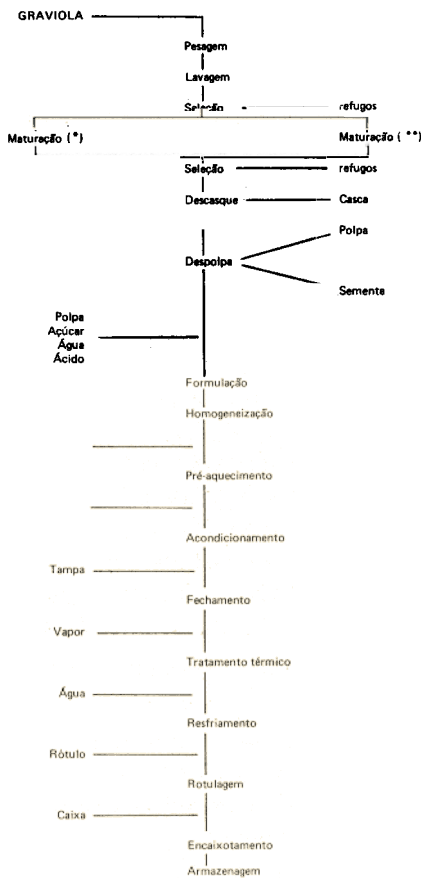 GRAVIOLA
Pesagem
Lavagem
Seleção refugos
Maturação (*) Maturação (**)
Seleção refugos
Descasque Casca
Polpa
Despolpa
Semente
Polpa
Açúcar
Água
Ácido
Formulação
Homogeneização
Pré-aquecimento
Acondicionamento
Tampa
Fechamento
Vapor
Tratamento térmico
Água
Resfriamento
Rótulo
Rotulagem
Caixa
Encaixotamento
Armazenagem